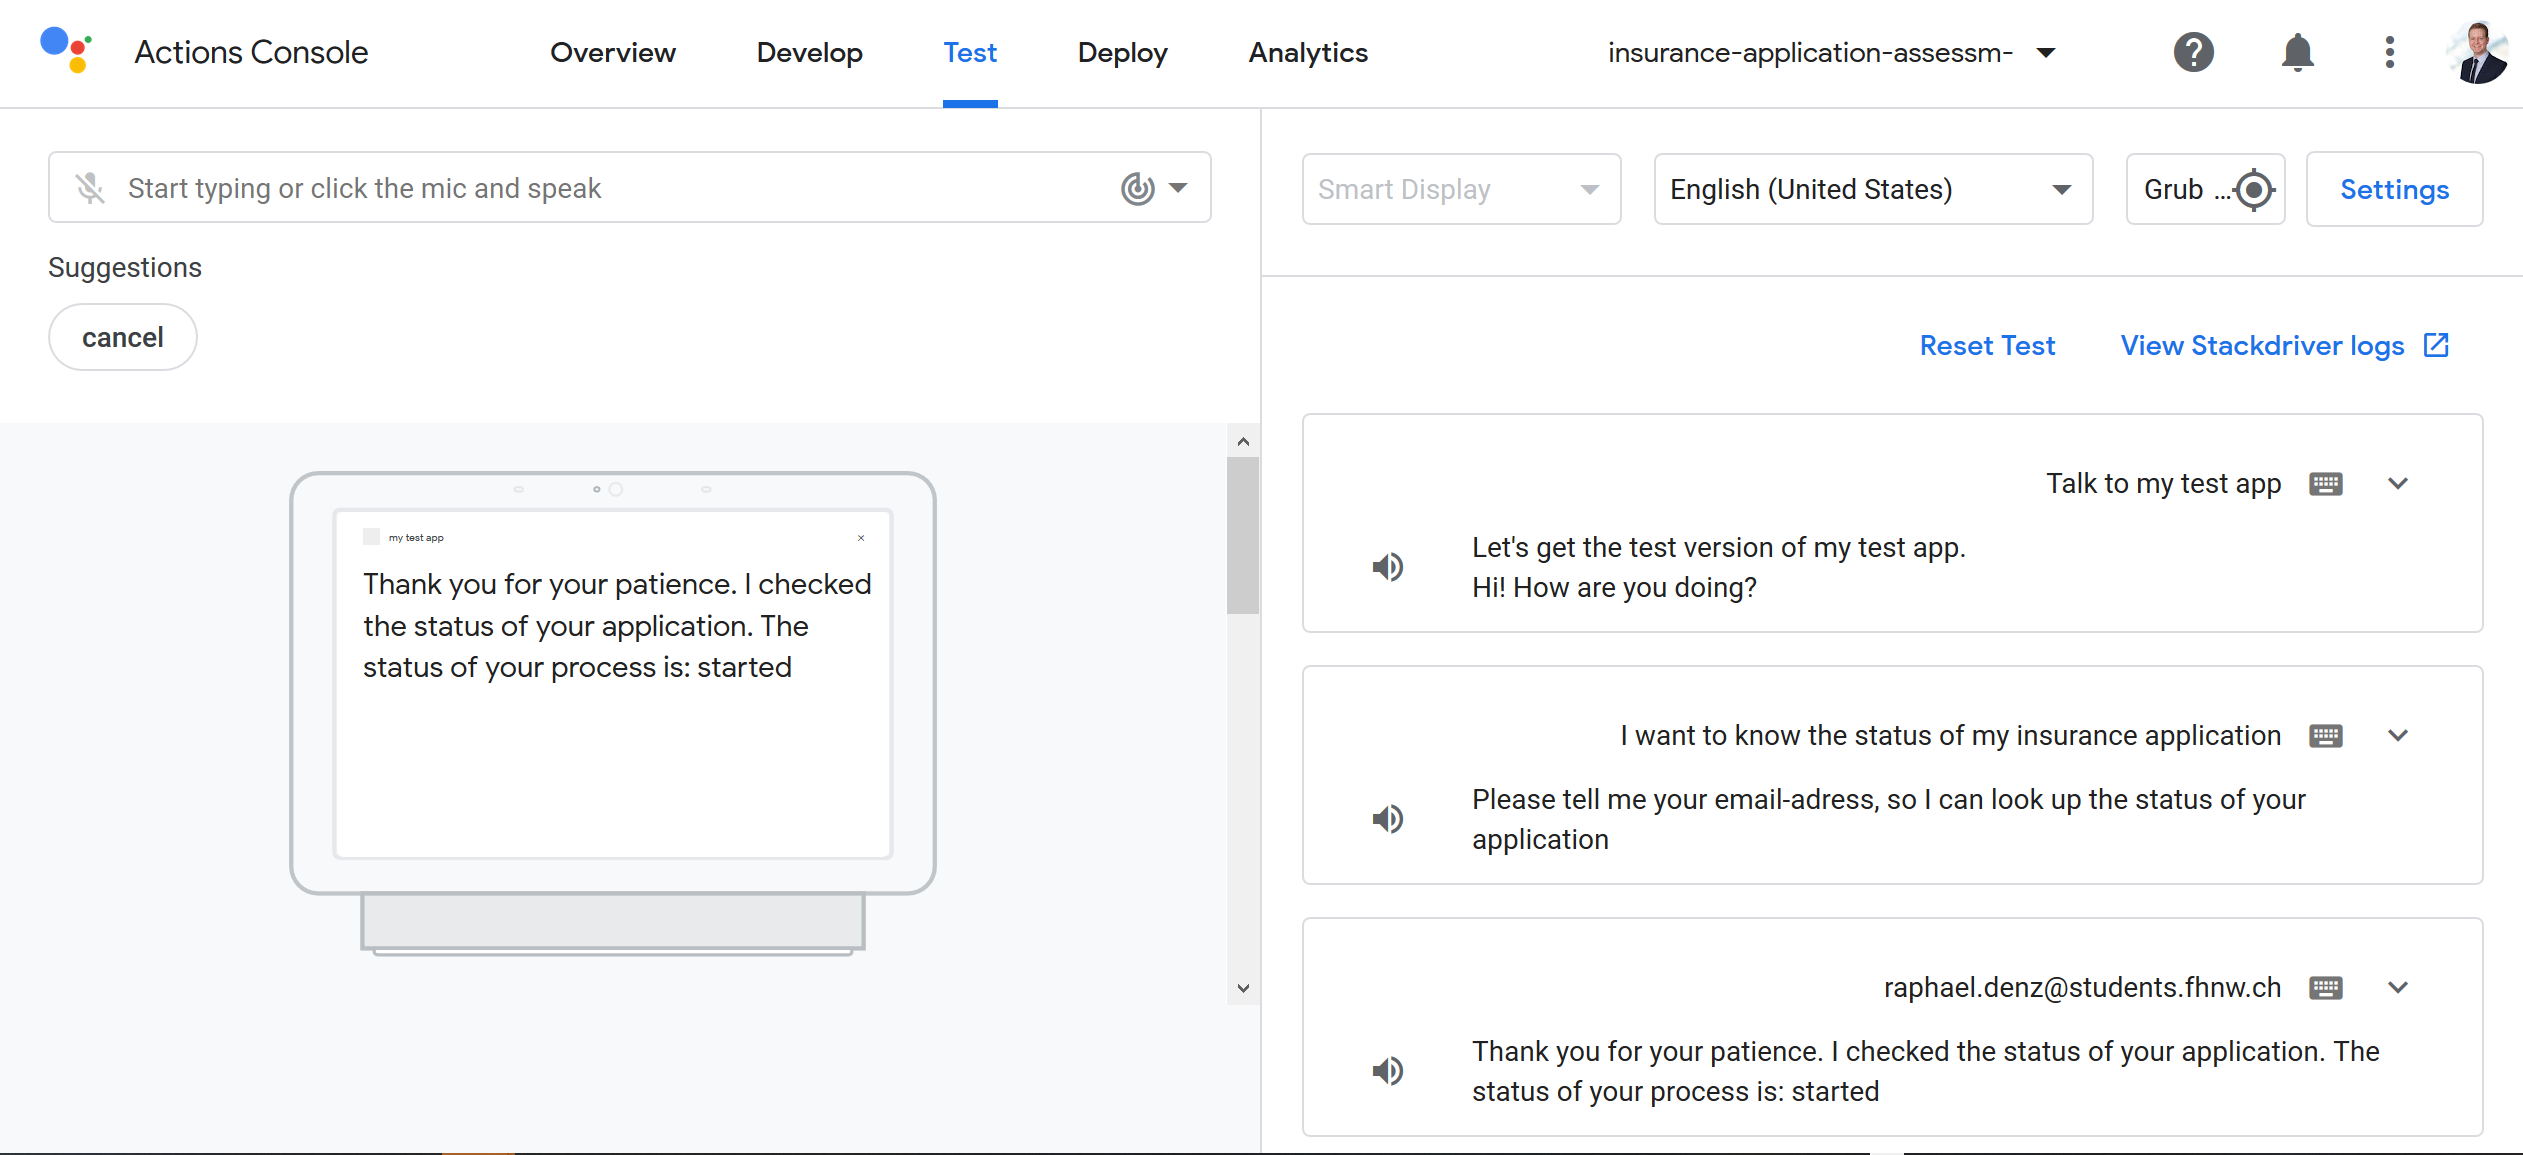 Actions Console
Overview
Develop
Test
Deploy
Analytics
insurance-application-assessm-
Start typing or click the mic and speak
Smart Display
English (United States)
Grub ...
Settings
Suggestions
cancel
Reset Test
View Stackdriver logs
my test app
Thank you for your patience. I checked
the status of your application. The
status of your process is: started
Talk to my test app
Let's get the test version of my test app.
Hi! How are you doing?
I want to know the status of my insurance application
Please tell me your email-adress, so I can look up the status of your
application
raphael.denz@students.fhnw.ch
Thank you for your patience. I checked the status of your application. The
status of your process is: started